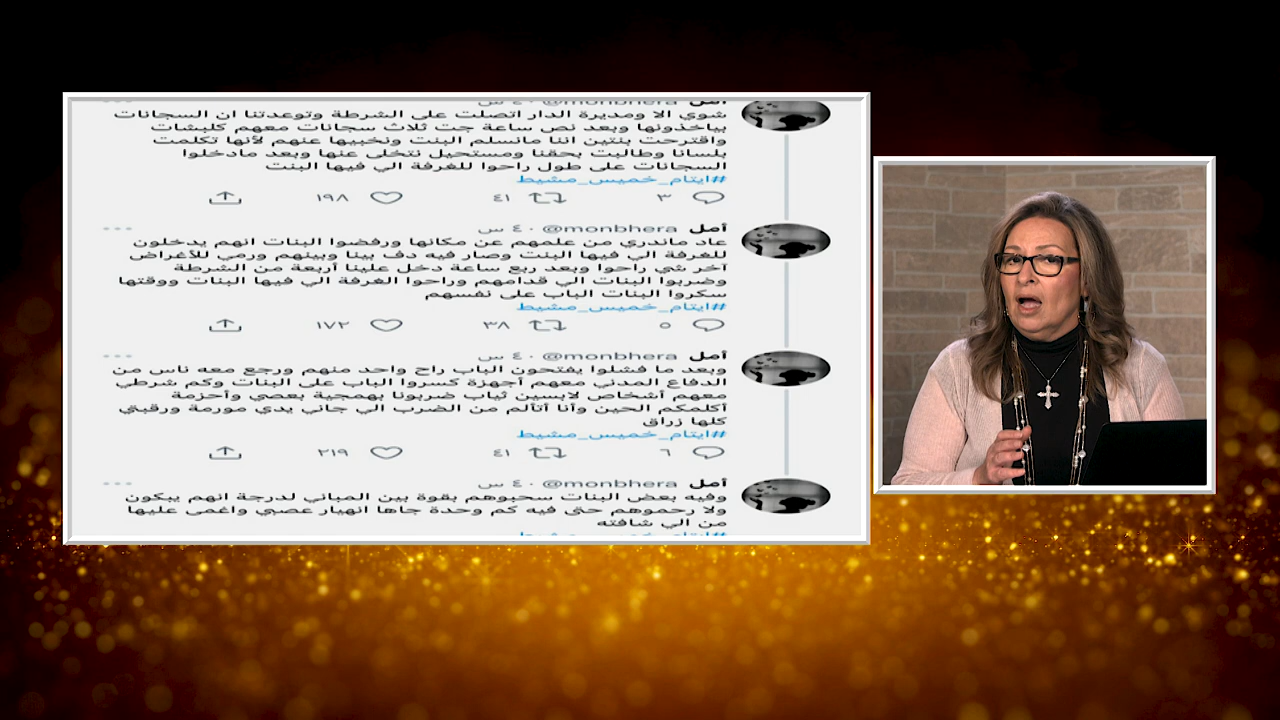 أمل @monbhera · ٤ س
شوي الا ومديرة الدار اتصلت على الشرطة وتوعدتنا ان السجانات
بياخذونها وبعد نص ساعة جت ثلاث سجانات معهم كلبشات
واقترحت بنتين اننا مانسلم البنت ونخبيها عنهم لأنها تكلمت
بلسانا وطالبت بحقنا ومستحيل نتخلى عنها وبعد مادخلوا
السجانات على طول راحوا للغرفة الي فيها البنت
#ايتام_خميس_مشيط
٣ ٤١ ١٩٨
أمل @monbhera · ٤ س
عاد ماندري من علمهم عن مكانها ورفضوا البنات انهم يدخلون
للغرفة الي فيها البنت وصار فيه دف بينا وبينهم ورمي للأغراض
آخر شي راحوا وبعد ربع ساعة دخل علينا أربعة من الشرطة
وضربوا البنات الي قدامهم وراحوا الغرفة الي فيها البنات ووقتها
سكروا البنات الباب على نفسهم
#ايتام_خميس_مشيط
٥ ٣٨ ١٧٢
أمل @monbhera · ٤ س
وبعد ما فشلوا يفتحون الباب راح واحد منهم ورجع معه ناس من
الدفاع المدني معهم أجهزة كسروا الباب على البنات وكم شرطي
معهم أشخاص لابسين ثياب ضربونا بهمجية بعصي وأحزمة
أكلمكم الحين وأنا أتألم من الضرب الي جاني يدي مورمة ورقبتي
كلها زراق
#ايتام_خميس_مشيط
٦ ٤١ ٢١٩
أمل @monbhera · ٤ س
وفيه بعض البنات سحبوهم بقوة بين المباني لدرجة انهم يبكون
ولا رحموهم حتى فيه كم وحدة جاها انهيار عصبي واغمى عليها
من الي شافته
#ايتام_خميس_مشيط